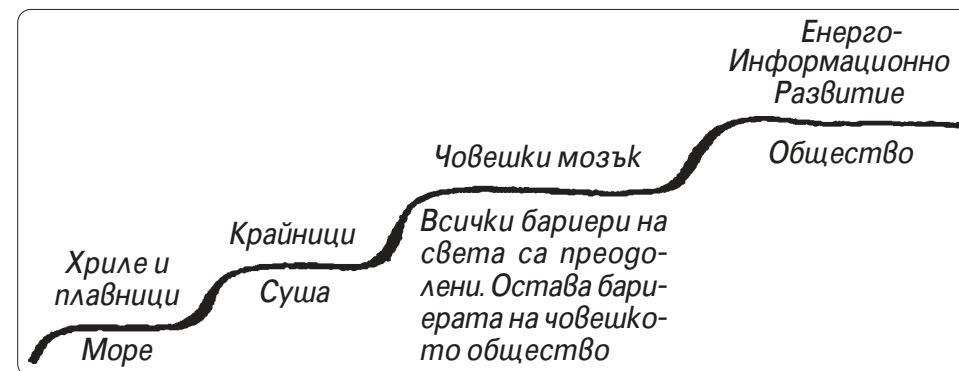 Хриле и
плавници
Море
Крайници
Суша
Човешки мозък
Всички бариери на
света са преодо-
лени. Остава бари-
ерата на човешко-
то общество
Енерго-
Информационно
Развитие
Общество